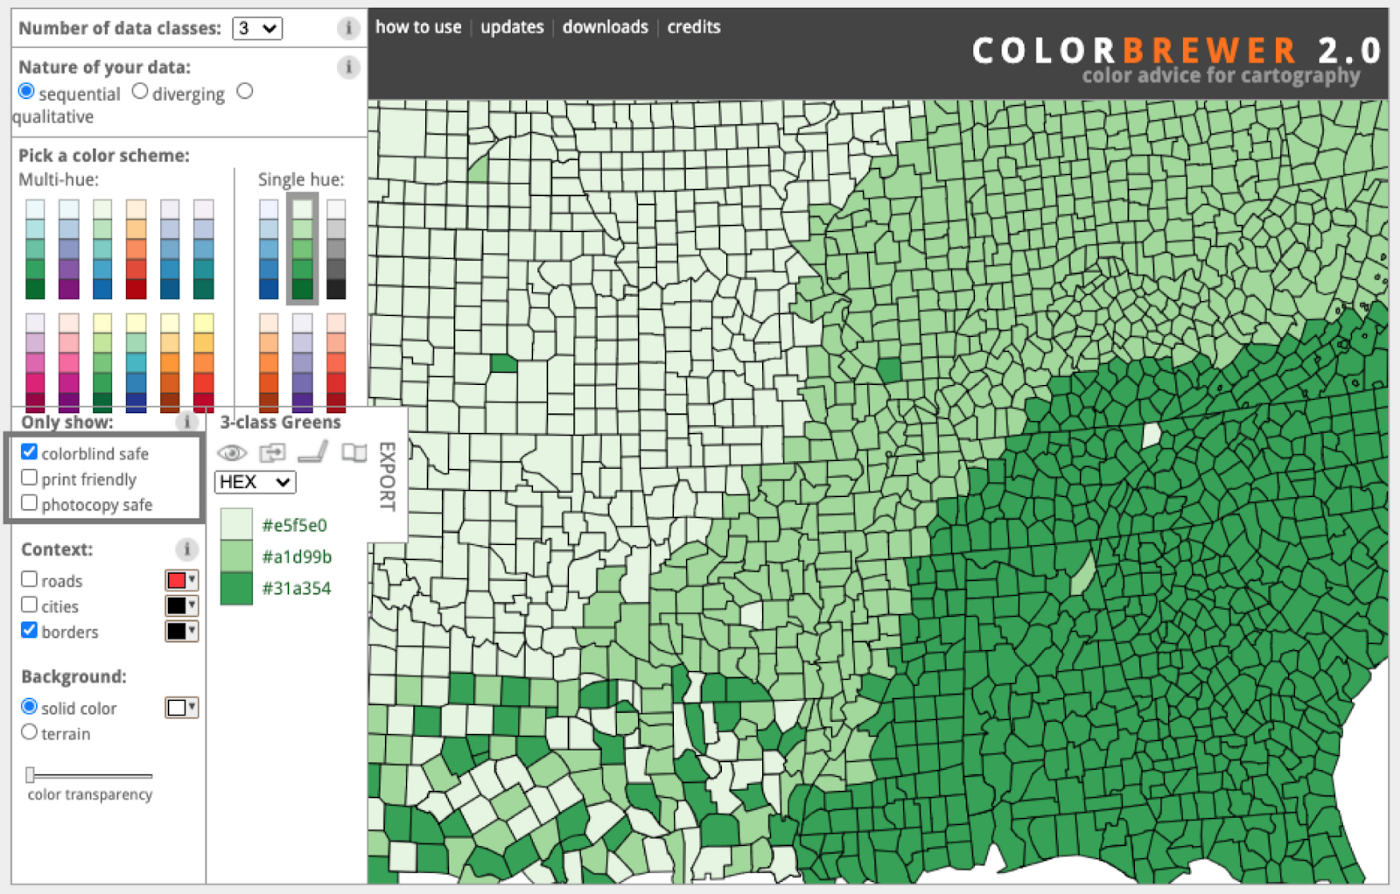 Number of data classes: 3
i
how to use | updates | downloads | credits
COLORBREWER 2.0
color advice for cartography
Nature of your data:
i
sequential diverging
qualitative
Pick a color scheme:
Multi-hue: Single hue:
Only show:
i
colorblind safe
print friendly
photocopy safe
3-class Greens
EXPORT
HEX
#e5f5e0
#a1d99b
#31a354
Context:
i
roads
cities
borders
Background:
solid color
terrain
color transparency